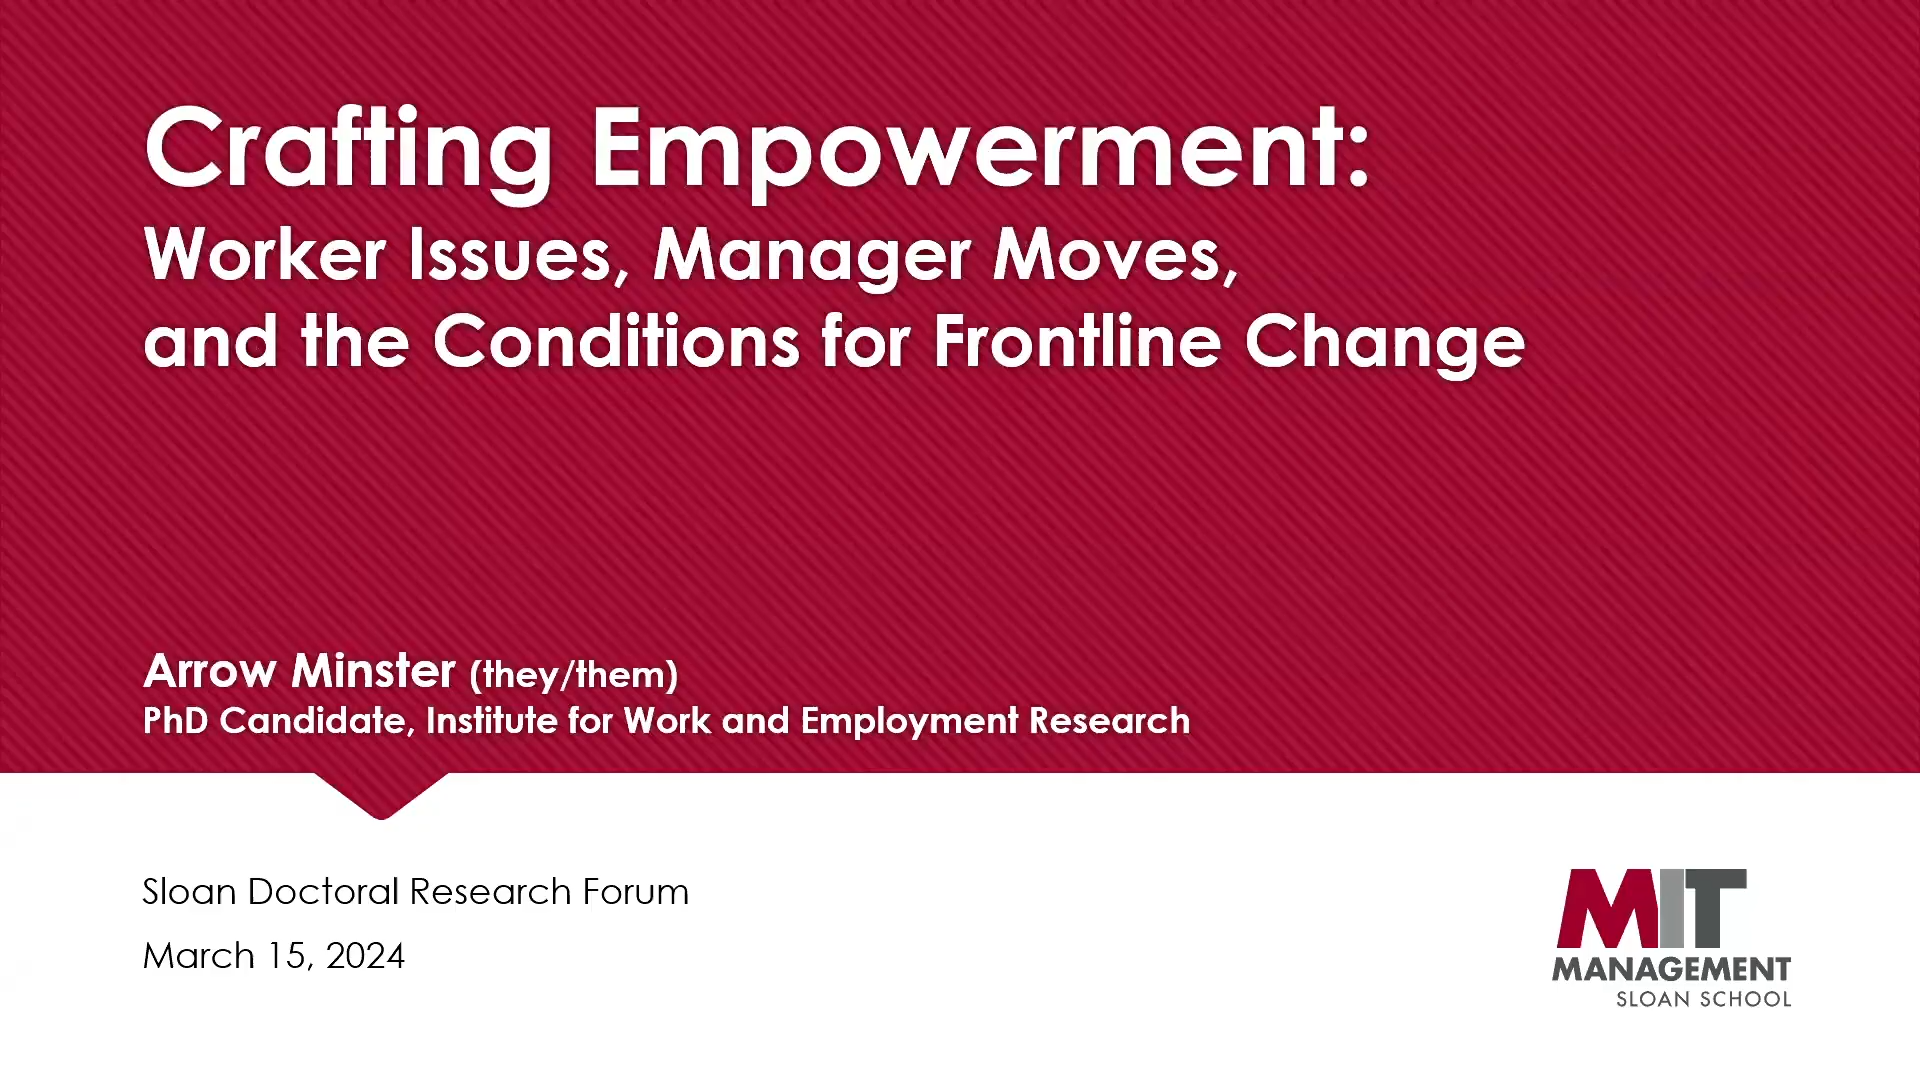 Crafting Empowerment:
Worker Issues, Manager Moves,
and the Conditions for Frontline Change
Arrow Minster (they/them)
PhD Candidate, Institute for Work and Employment Research
Sloan Doctoral Research Forum
March 15, 2024
MIT
MANAGEMENT
SLOAN SCHOOL